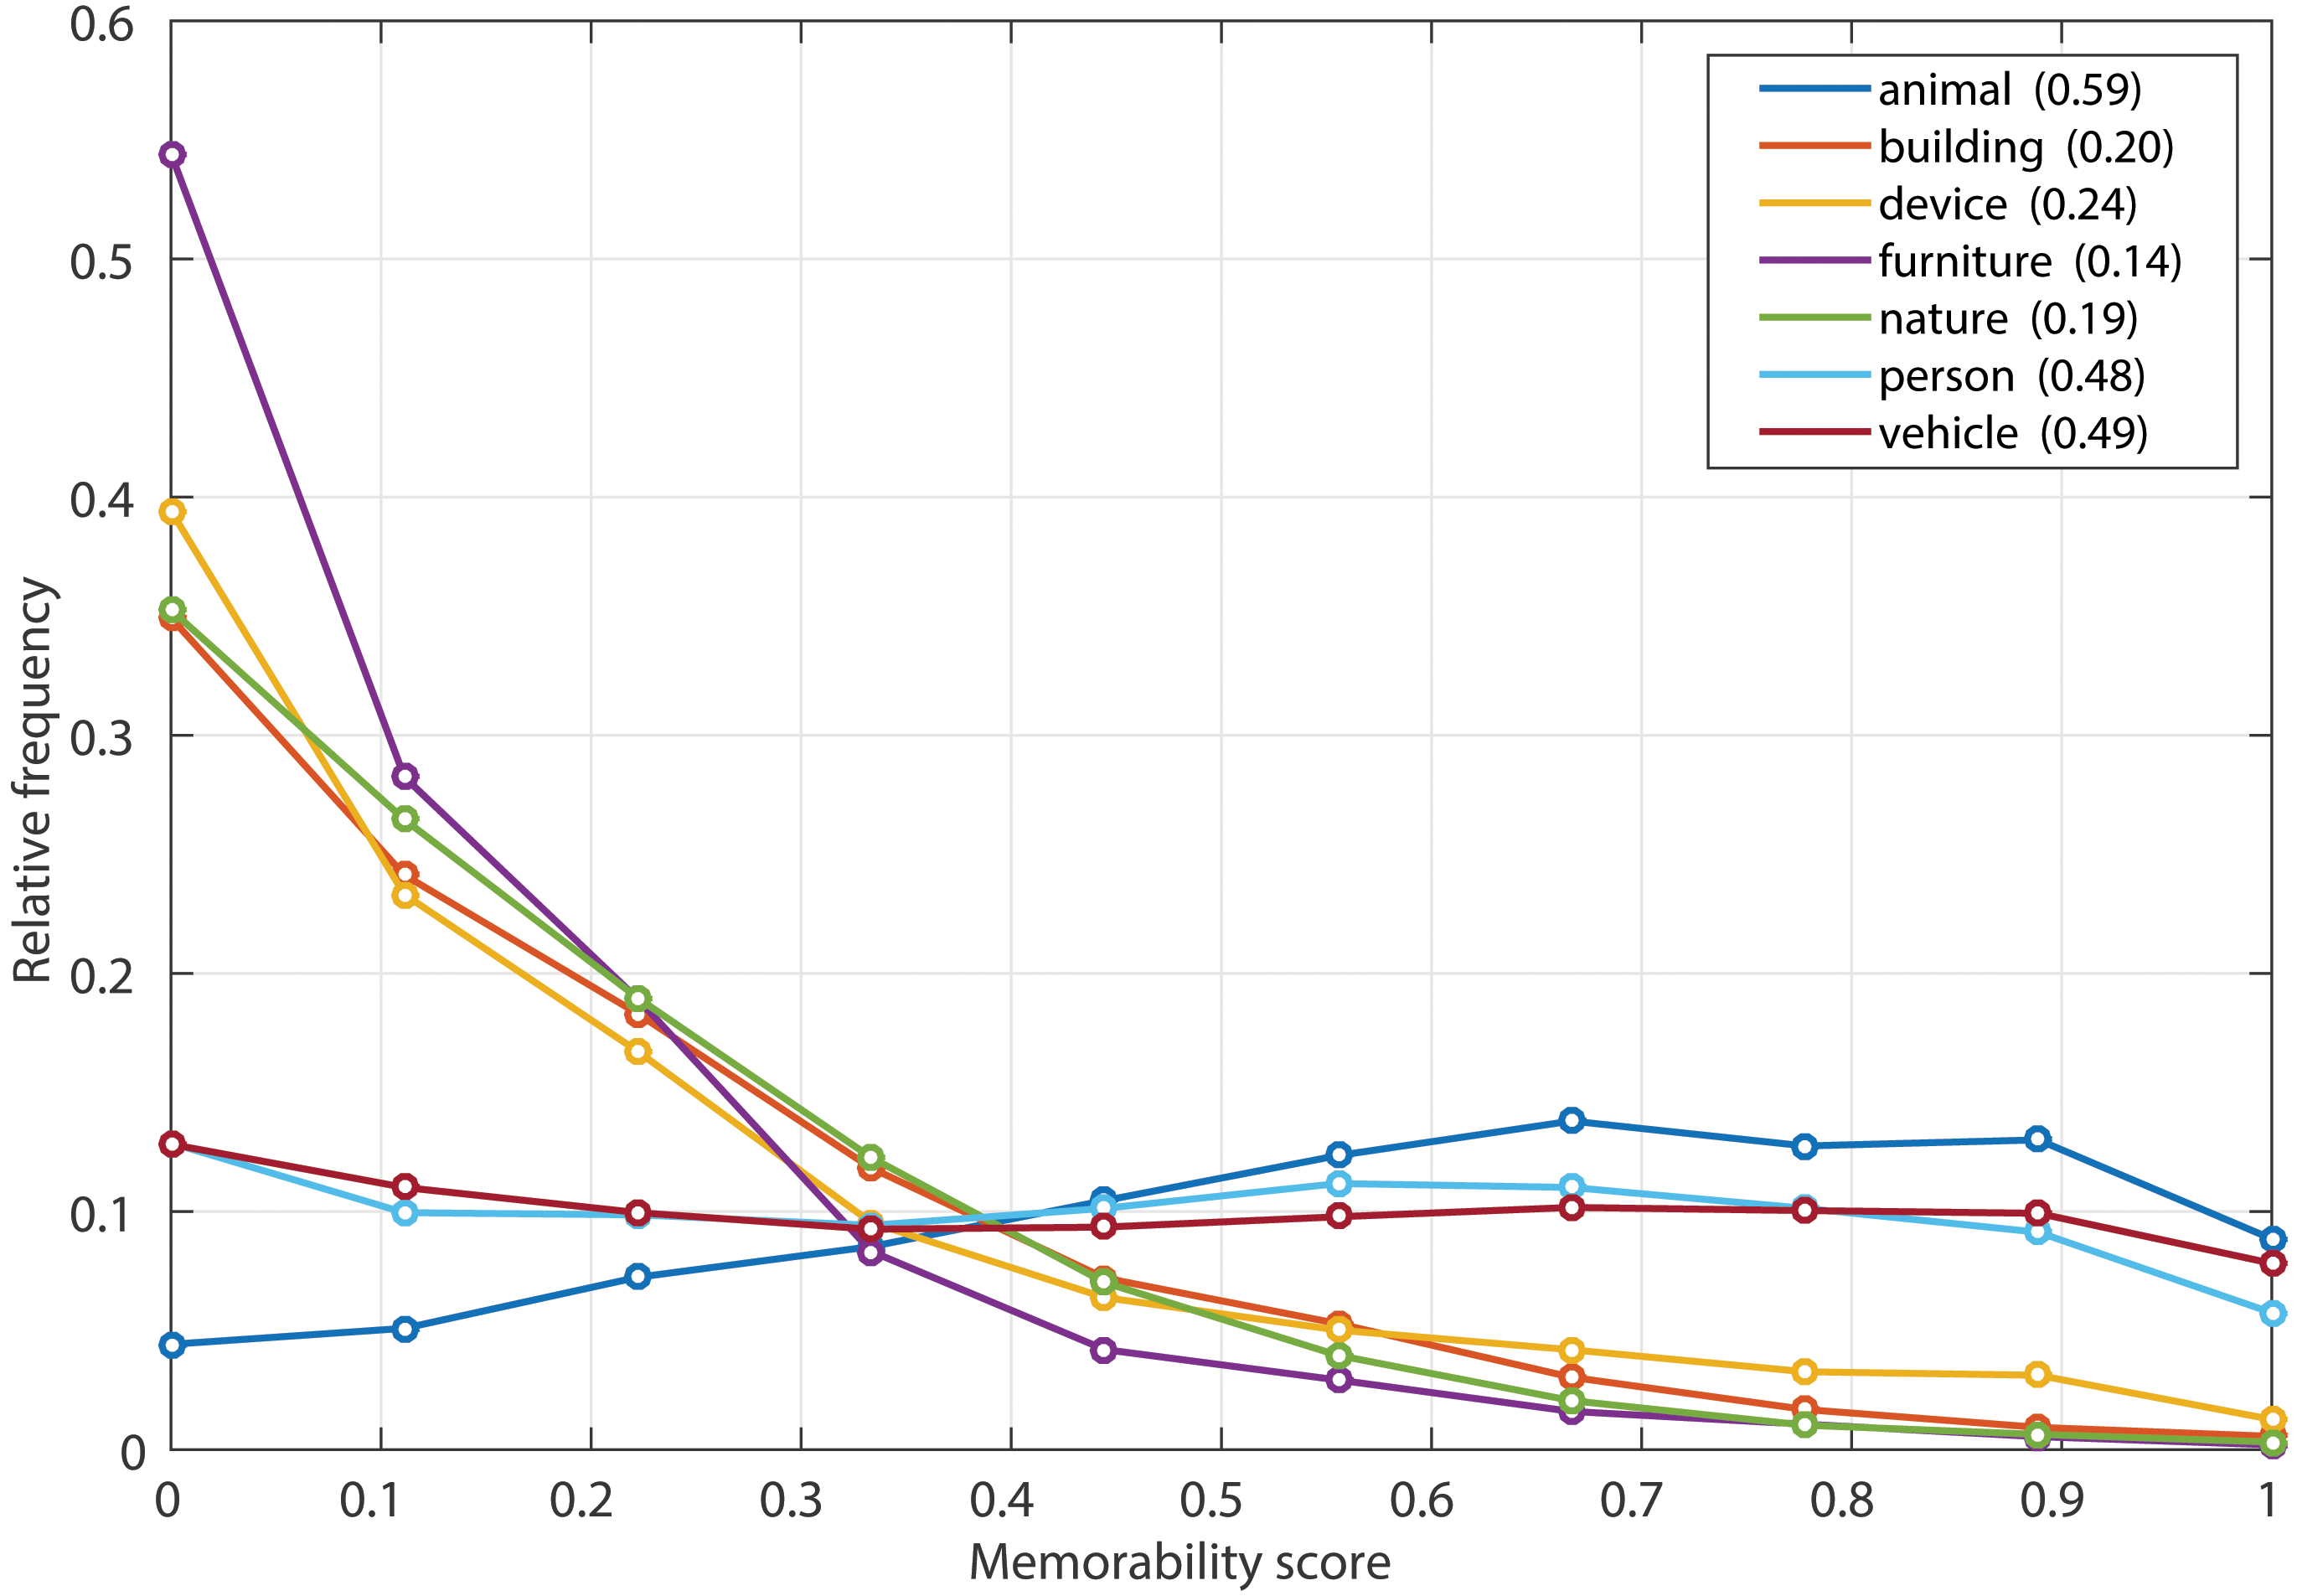 0.6
0.5
0.4
0.3
0.2
0.1
0
Relative frequency
animal (0.59)
building (0.20)
device (0.24)
furniture (0.14)
nature (0.19)
person (0.48)
vehicle (0.49)
0 0.1 0.2 0.3 0.4 0.5 0.6 0.7 0.8 0.9 1
Memorability score